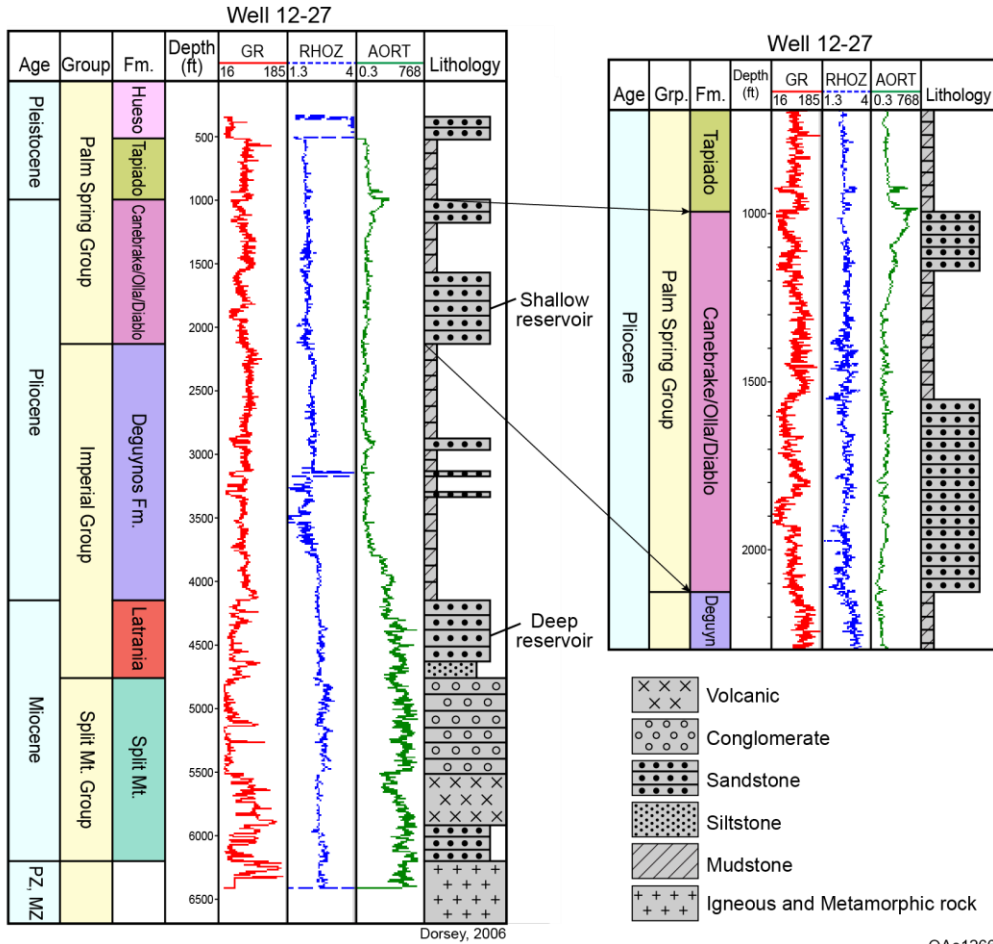 Well 12-27
Age Group Fm. Depth (ft) GR RHOZ AORT Lithology
16 185 1.3 4 0.3 768
Pleistocene
Pliocene
Miocene
PZ, MZ
Palm Spring Group
Imperial Group
Split Mt. Group
Hueso
Tapiado
Canebrake/Olla/Diablo
Deguynos Fm.
Latrania
Split Mt.
500
1000
1500
2000
2500
3000
3500
4000
4500
5000
5500
6000
6500
Shallow
reservoir
Deep
reservoir
Dorsey, 2006
Well 12-27
Age Grp. Fm. Depth (ft) GR RHOZ AORT Lithology
16 185 1.3 4 0.3 768
Pliocene
Palm Spring Group
Tapiado
Canebrake/Olla/Diablo
Deguyn
1000
1500
2000
Volcanic
Conglomerate
Sandstone
Siltstone
Mudstone
Igneous and Metamorphic rock